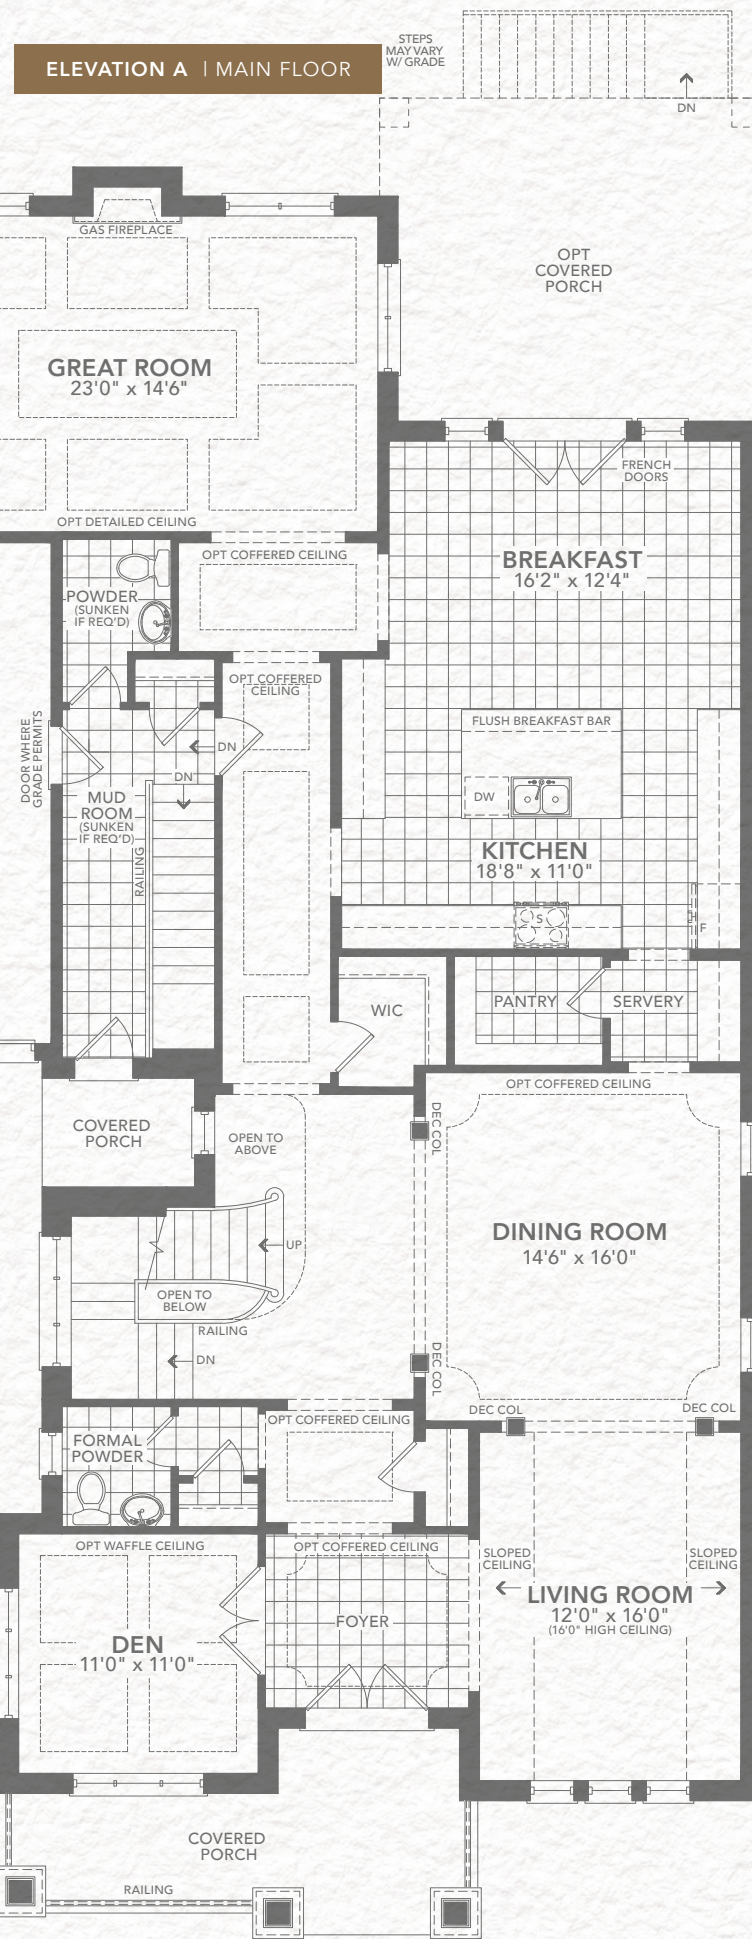 ELEVATION A | MAIN FLOOR
STEPS
MAY VARY
W/ GRADE
DN
GAS FIREPLACE
OPT
COVERED
PORCH
GREAT ROOM
23'0" x 14'6"
FRENCH
DOORS
OPT DETAILED CEILING
OPT COFFERED CEILING
BREAKFAST
16'2" x 12'4"
POWDER
(SUNKEN
IF REQ'D)
OPT COFFERED
CEILING
DOOR WHERE
GRADE PERMITS
DN
DN
FLUSH BREAKFAST BAR
DW
MUD
ROOM
(SUNKEN
IF REQ'D)
RAILING
KITCHEN
18'8" x 11'0"
S
F
WIC
PANTRY
SERVERY
OPT COFFERED CEILING
COVERED
PORCH
OPEN TO
ABOVE
DEC COL
DINING ROOM
14'6" x 16'0"
UP
OPEN TO
BELOW
RAILING
DN
DEC COL
DEC COL
DEC COL
OPT COFFERED CEILING
FORMAL
POWDER
OPT WAFFLE CEILING
OPT COFFERED CEILING
SLOPED
CEILING
SLOPED
CEILING
LIVING ROOM
12'0" x 16'0"
(16'0" HIGH CEILING)
FOYER
DEN
11'0" x 11'0"
COVERED
PORCH
RAILING